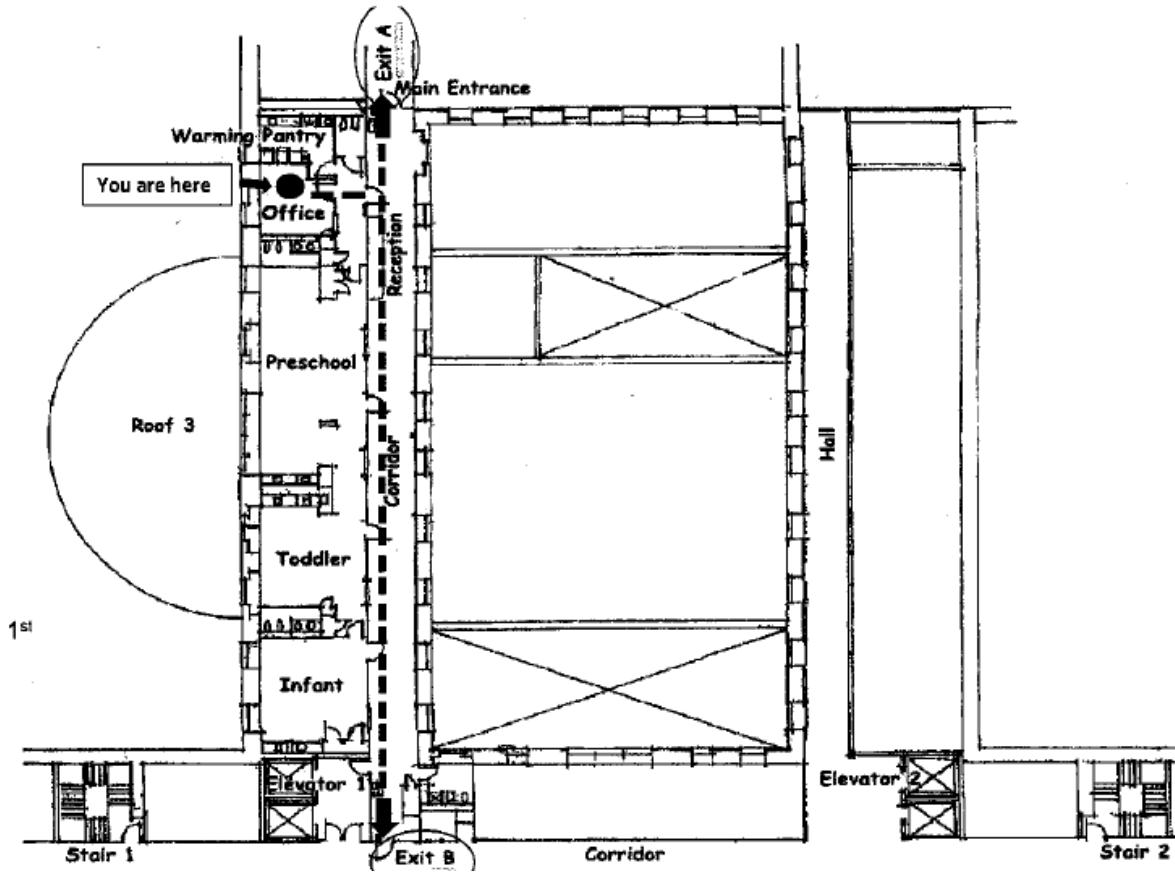 Exit A
Main Entrance
Warming Pantry
You are here
Office
Reception
Preschool
Roof 3
Corridor
Hall
Toddler
1st
Infant
Elevator 1
Elevator 2
Stair 1
Exit B
Corridor
Stair 2